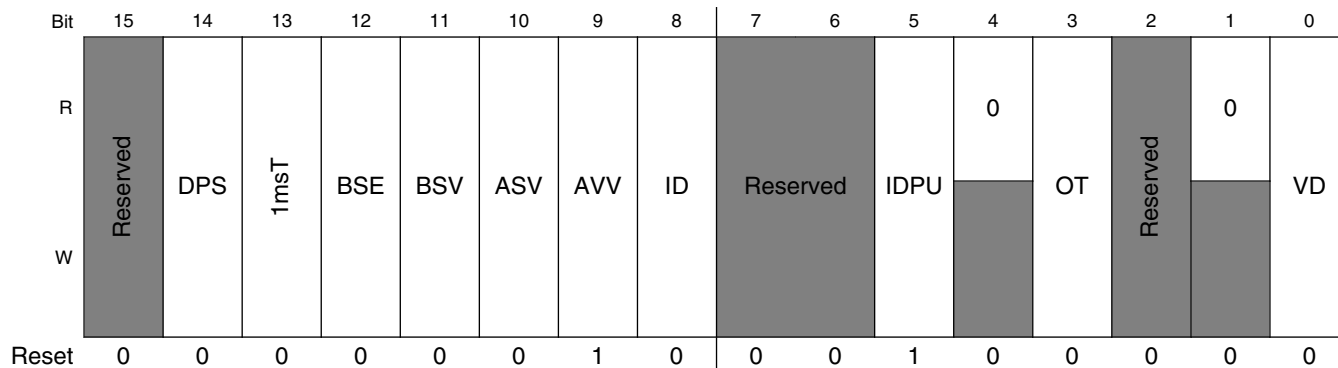 Bit 15 14 13 12 11 10 9 8 7 6 5 4 3 2 1 0
R 0 0
Reserved DPS 1msT BSE BSV ASV AVV ID Reserved IDPU OT Reserved VD
W
Reset 0 0 0 0 0 0 1 0 0 0 1 0 0 0 0 0